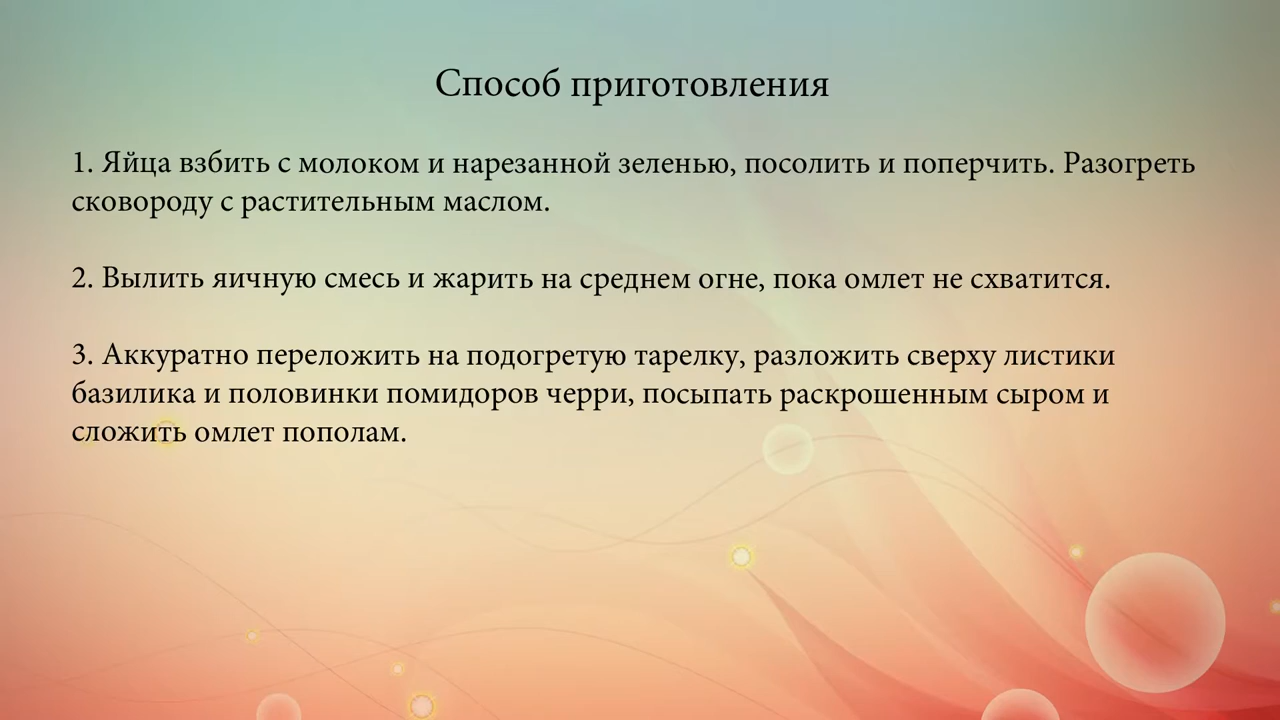 Способ приготовления
1. Яйца взбить с молоком и нарезанной зеленью, посолить и поперчить. Разогреть
сковороду с растительным маслом.
2. Вылить яичную смесь и жарить на среднем огне, пока омлет не схватится.
3. Аккуратно переложить на подогретую тарелку, разложить сверху листики
базилика и половинки помидоров черри, посыпать раскрошенным сыром и
сложить омлет пополам.